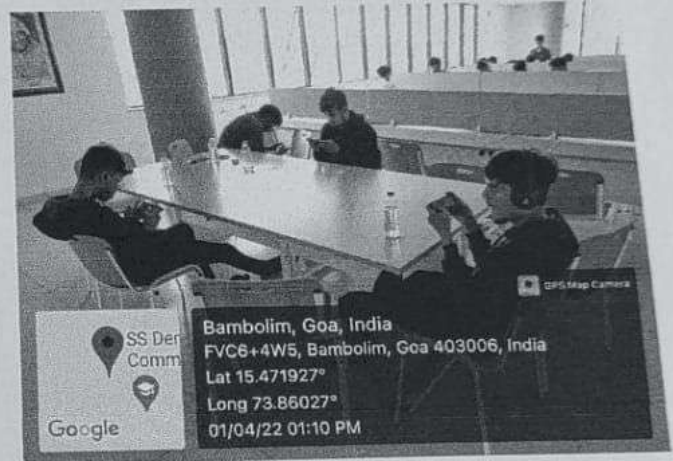 GPS Map Camera
SS Der
Comm
Google
Bambolim, Goa, India
FVC6+4W5, Bambolim, Goa 403006, India
Lat 15.471927°
Long 73.86027°
01/04/22 01:10 PM